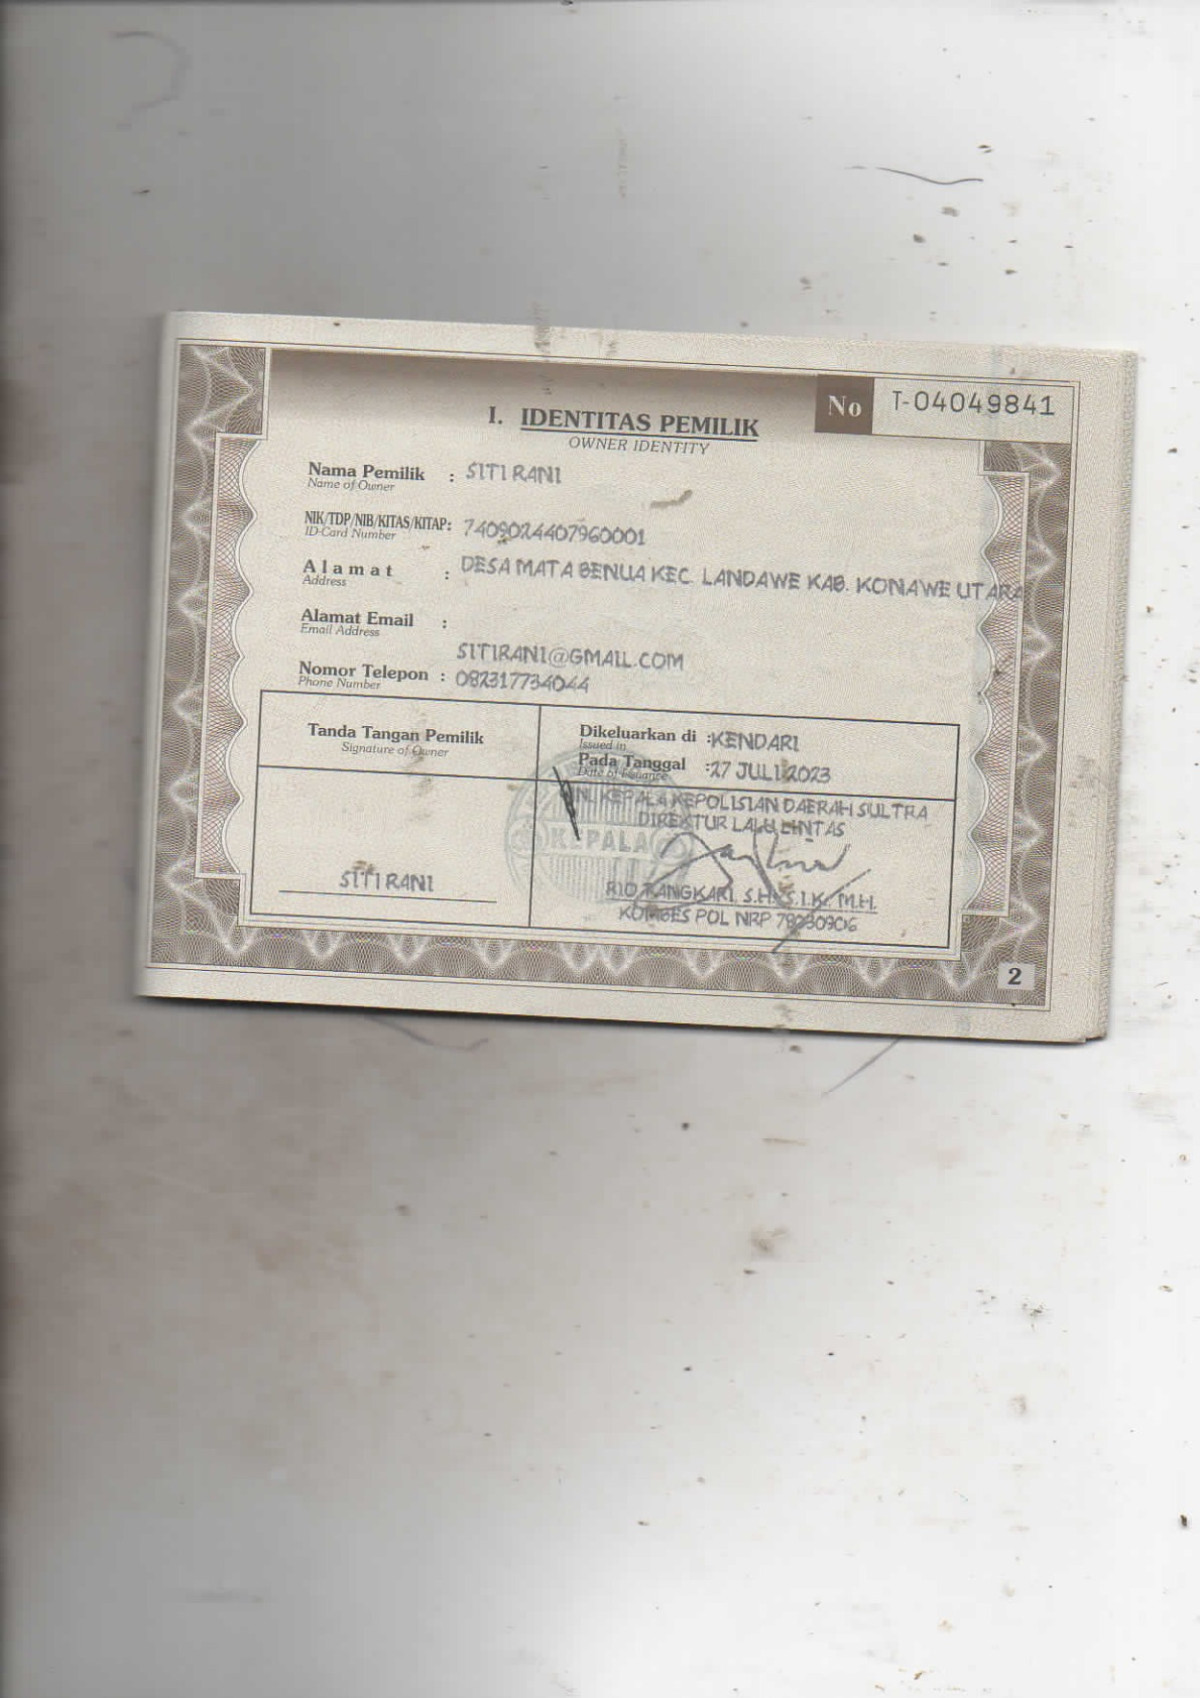 No T-04049841
I. IDENTITAS PEMILIK
OWNER IDENTITY
Nama Pemilik : SITI RANI
Name of Owner
NIK/TDP/NIB/KITAS/KITAP: 7409024407960001
ID-Card Number
Alamat : DESA MATA BENUA KEC. LANDAWE KAB. KONAWE UTARA
Address
Alamat Email :
Email Address
SITIRANI@GMAIL.COM
Nomor Telepon : 082317734044
Phone Number
Tanda Tangan Pemilik
Signature of Owner
Dikeluarkan di : KENDARI
Issued in
Pada Tanggal : 27 JULI 2023
Date of Issuance
KEPALA KEPOLISIAN DAERAH SULTRA
DIREKTUR LALU LINTAS
KEPALA
SITI RANI
RIO TANGKARI, S.H., S.I.K., M.H.
KOMBES POL NRP 78030906
2